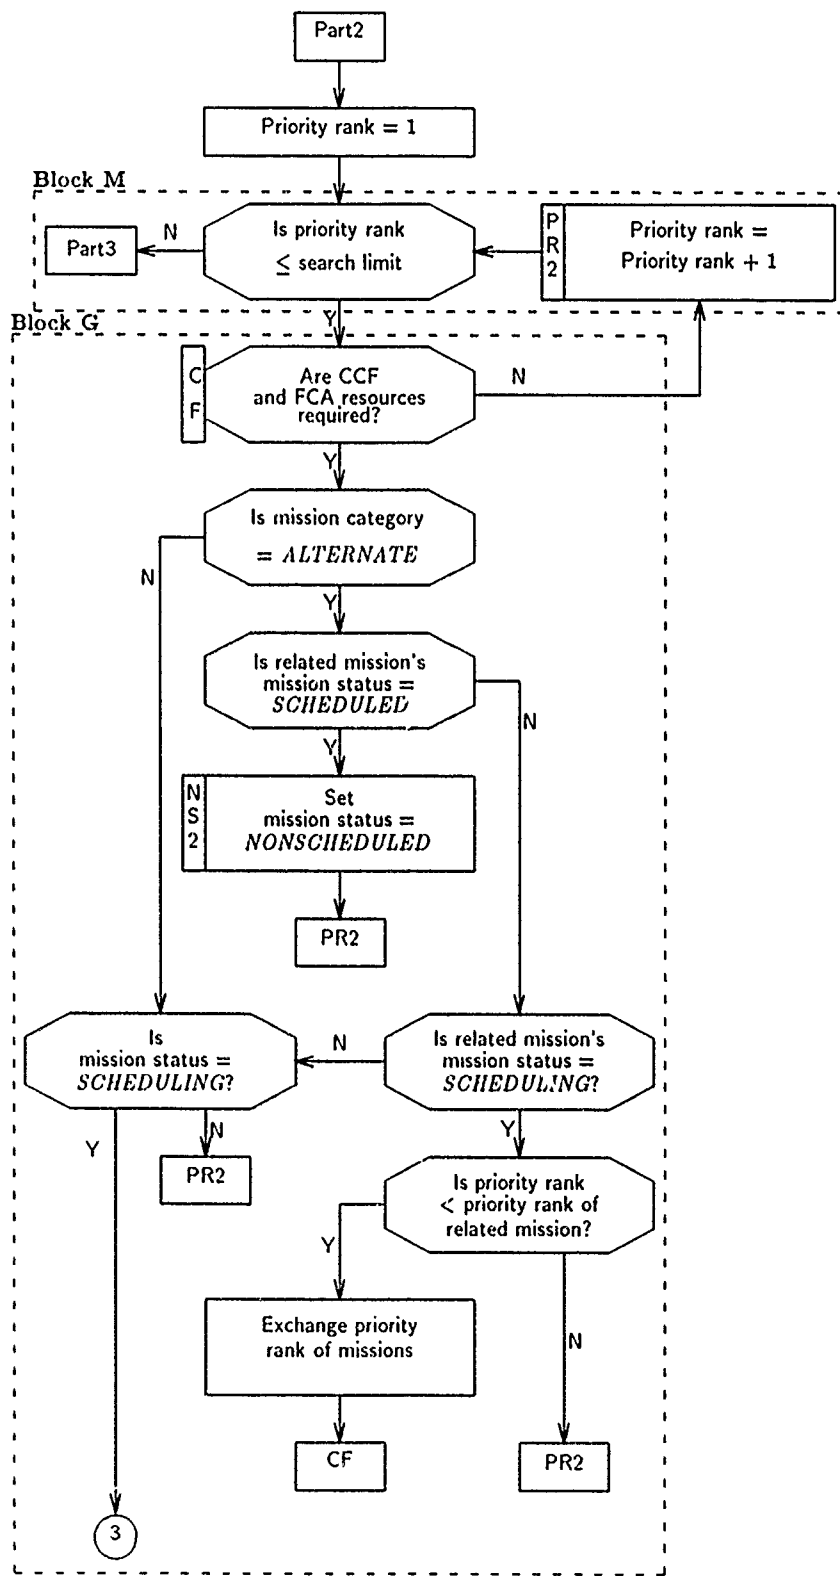 Part2
Priority rank = 1
Block M
Part3
N
Is priority rank
≤ search limit
P
R
2
Priority rank =
Priority rank + 1
Y
Block G
C
F
Are CCF
and FCA resources
required?
N
Y
Is mission category
= ALTERNATE
N
Y
Is related mission's
mission status =
SCHEDULED
N
Y
N
S
2
Set
mission status =
NONSCHEDULED
PR2
Is
mission status =
SCHEDULING?
N
Is related mission's
mission status =
SCHEDULING?
Y
N
PR2
Y
Is priority rank
< priority rank of
related mission?
Y
N
Exchange priority
rank of missions
CF
PR2
3